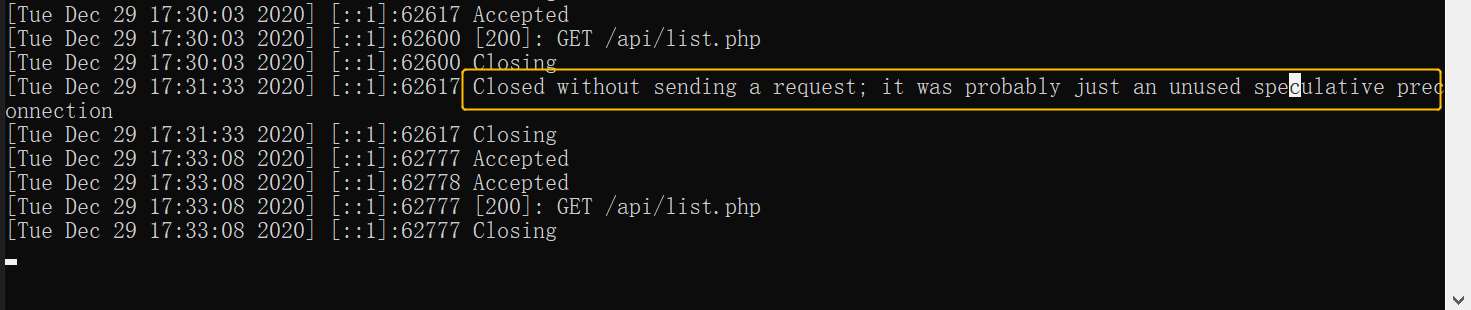 [Tue Dec 29 17:30:03 2020] [::1]:62617 Accepted
[Tue Dec 29 17:30:03 2020] [::1]:62600 [200]: GET /api/list.php
[Tue Dec 29 17:30:03 2020] [::1]:62600 Closing
[Tue Dec 29 17:31:33 2020] [::1]:62617 Closed without sending a request; it was probably just an unused speculative prec
onnection
[Tue Dec 29 17:31:33 2020] [::1]:62617 Closing
[Tue Dec 29 17:33:08 2020] [::1]:62777 Accepted
[Tue Dec 29 17:33:08 2020] [::1]:62778 Accepted
[Tue Dec 29 17:33:08 2020] [::1]:62777 [200]: GET /api/list.php
[Tue Dec 29 17:33:08 2020] [::1]:62777 Closing